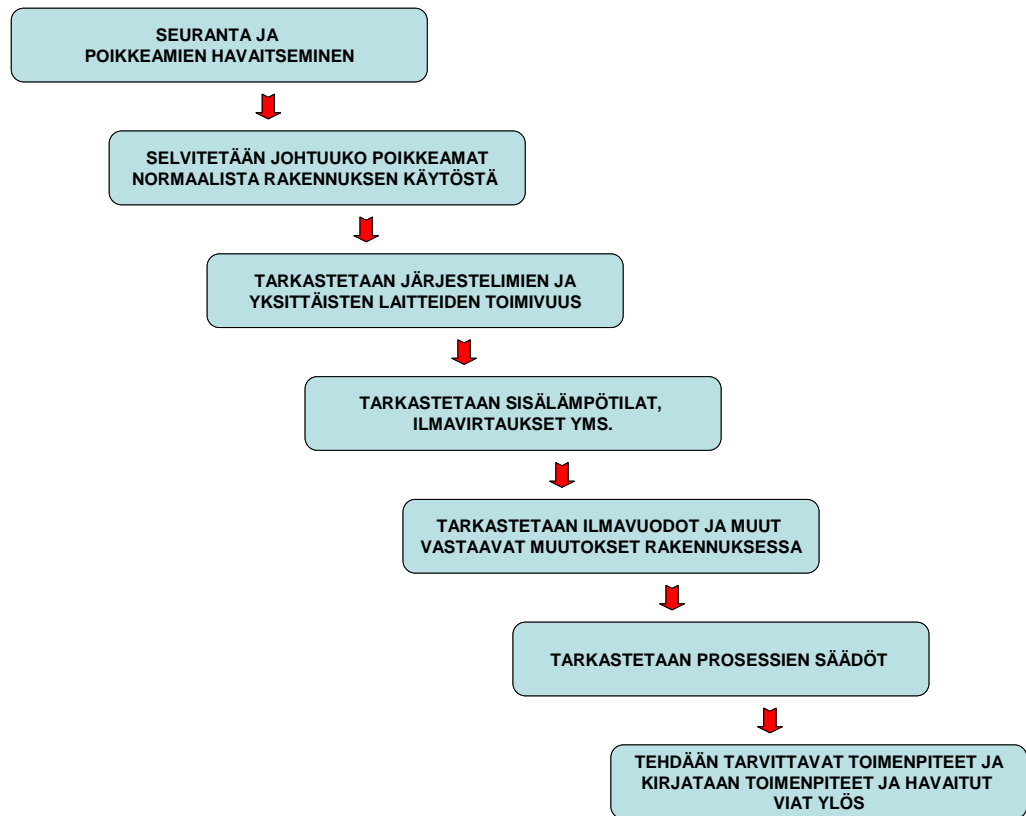 SEURANTA JA
POIKKEAMIEN HAVAITSEMINEN
SELVITETÄÄN JOHTUUKO POIKKEAMAT
NORMAALISTA RAKENNUKSEN KÄYTÖSTÄ
TARKASTETAAN JÄRJESTELIMIEN JA
YKSITTÄISTEN LAITTEIDEN TOIMIVUUS
TARKASTETAAN SISÄLÄMPÖTILAT,
ILMAVIRTAUKSET YMS.
TARKASTETAAN ILMAVUODOT JA MUUT
VASTAAVAT MUUTOKSET RAKENNUKSESSA
TARKASTETAAN PROSESSIEN SÄÄDÖT
TEHDÄÄN TARVITTAVAT TOIMENPITEET JA
KIRJATAAN TOIMENPITEET JA HAVAITUT
VIAT YLÖS